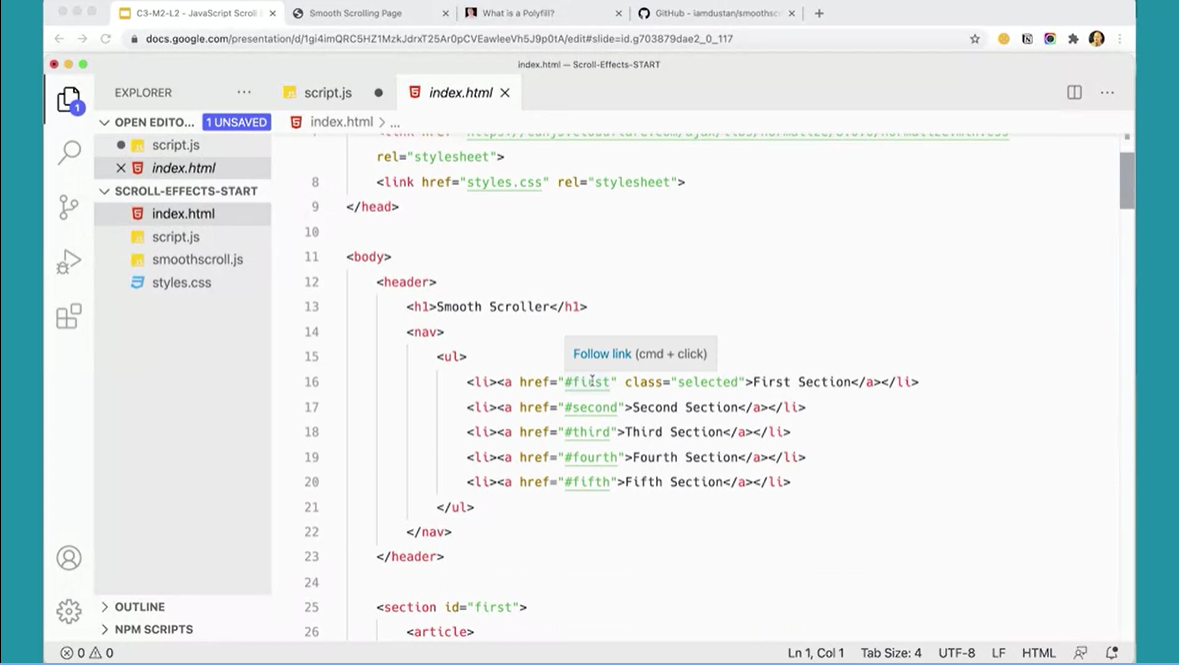 C3-M2-L2 - JavaScript Scroll
Smooth Scrolling Page
What is a Polyfill?
GitHub - iamdustan/smoothsc
docs.google.com/presentation/d/1gi4imQRC5HZ1MzkJdrxT25Ar0pCVEawleeVh5J9p0tA/edit#slide=id.g703879dae2_0_117
index.html — Scroll-Effects-START
EXPLORER
script.js
index.html
OPEN EDITO... 1 UNSAVED
index.html > ...
script.js
index.html
SCROLL-EFFECTS-START
index.html
script.js
smoothscroll.js
styles.css
1
rel="stylesheet">
8 <link href="styles.css" rel="stylesheet">
9 </head>
10
11 <body>
12 <header>
13 <h1>Smooth Scroller</h1>
14 <nav>
15 <ul>
Follow link (cmd + click)
16 <li><a href="#first" class="selected">First Section</a></li>
17 <li><a href="#second">Second Section</a></li>
18 <li><a href="#third">Third Section</a></li>
19 <li><a href="#fourth">Fourth Section</a></li>
20 <li><a href="#fifth">Fifth Section</a></li>
21 </ul>
22 </nav>
23 </header>
24
25 <section id="first">
26 <article>
OUTLINE
NPM SCRIPTS
0 0
Ln 1, Col 1 Tab Size: 4 UTF-8 LF HTML